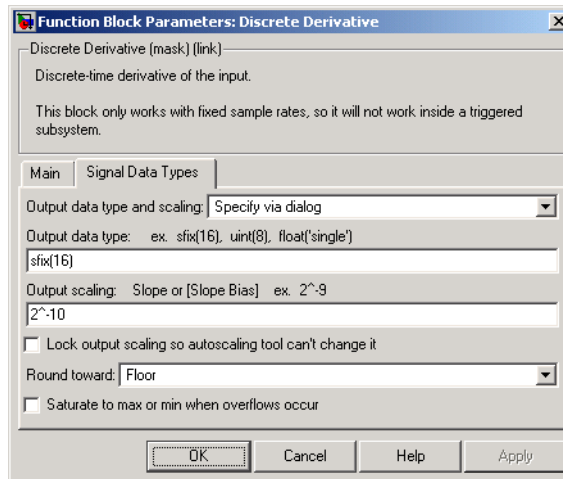 Function Block Parameters: Discrete Derivative
Discrete Derivative (mask) (link)
Discrete-time derivative of the input.
This block only works with fixed sample rates, so it will not work inside a triggered
subsystem.
Main Signal Data Types
Output data type and scaling: Specify via dialog
Output data type: ex. sfix(16), uint(8), float('single')
sfix(16)
Output scaling: Slope or [Slope Bias] ex. 2^-9
2^-10
Lock output scaling so autoscaling tool can't change it
Round toward: Floor
Saturate to max or min when overflows occur
OK Cancel Help Apply